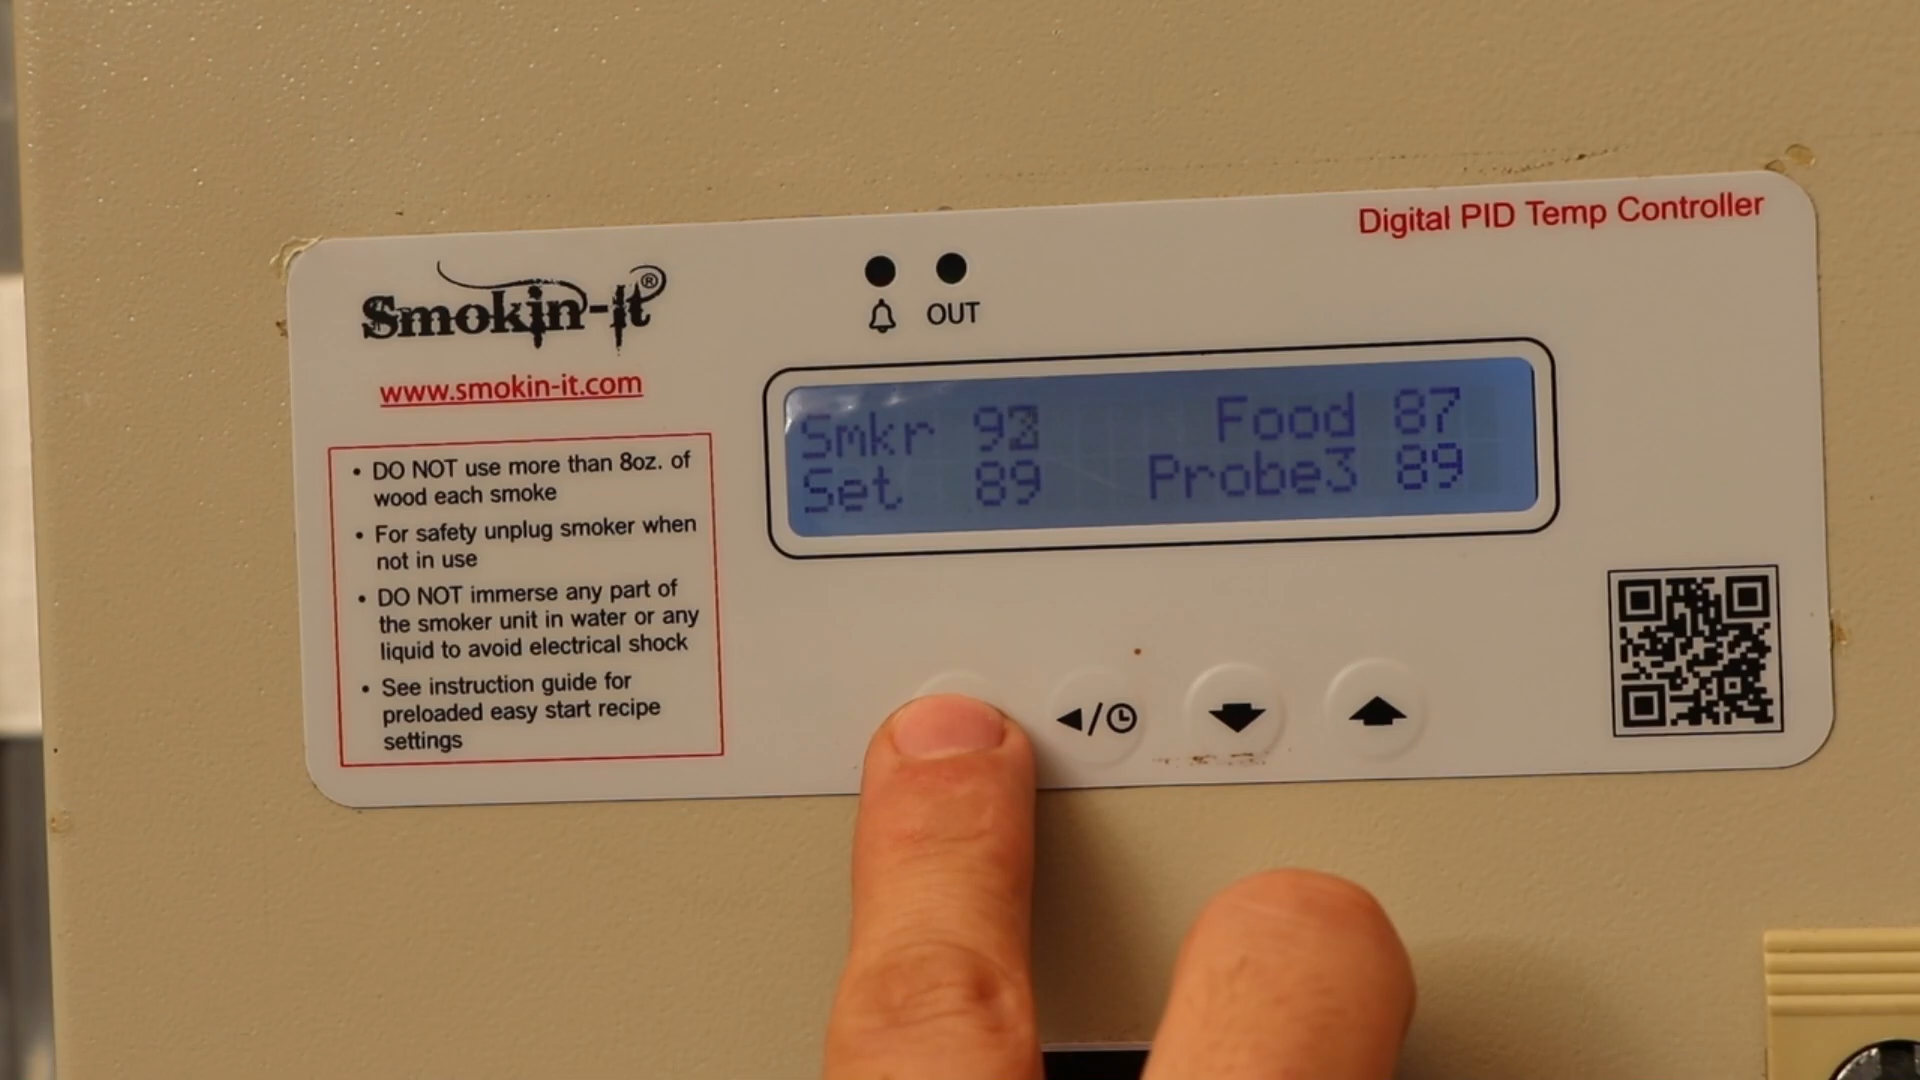 Digital PID Temp Controller
Smokin-It®
OUT
www.smokin-it.com
Smkr Food 87
Set 89 Probe3 89
• DO NOT use more than 8oz. of
wood each smoke
• For safety unplug smoker when
not in use
• DO NOT immerse any part of
the smoker unit in water or any
liquid to avoid electrical shock
• See instruction guide for
preloaded easy start recipe
settings